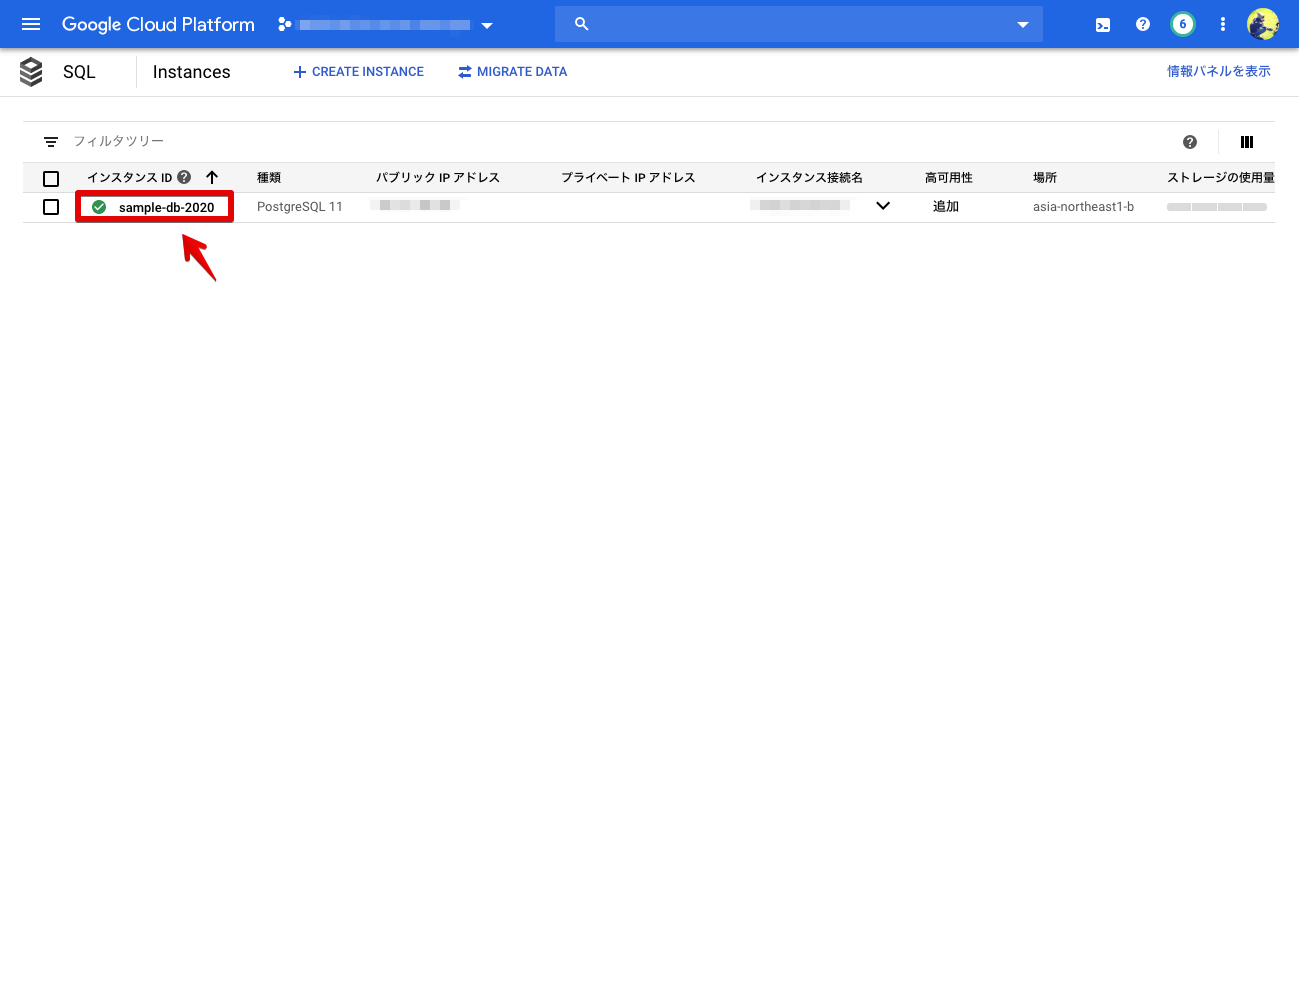 Google Cloud Platform
6
SQL
Instances
CREATE INSTANCE
MIGRATE DATA
情報パネルを表示
フィルタツリー
インスタンス ID
種類
パブリック IP アドレス
プライベート IP アドレス
インスタンス接続名
高可用性
場所
ストレージの使用量
sample-db-2020
PostgreSQL 11
追加
asia-northeast1-b